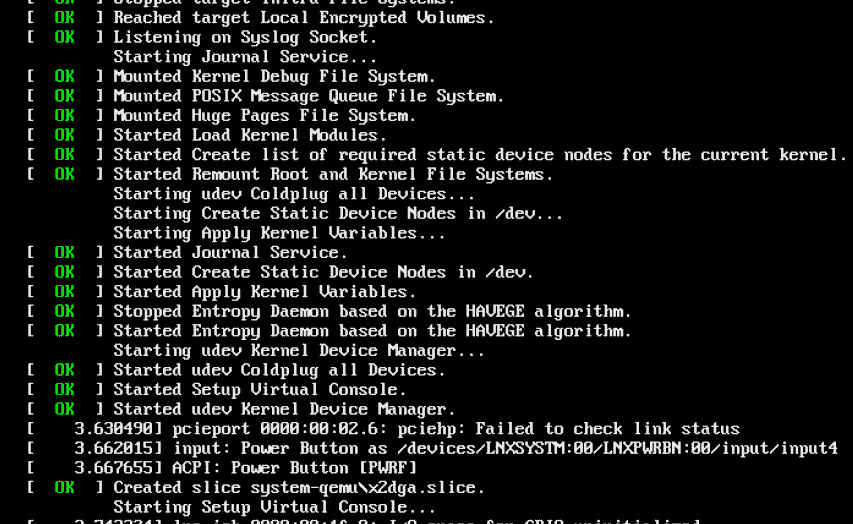 [  OK  ] Stopped target Initrd File Systems.
[  OK  ] Reached target Local Encrypted Volumes.
[  OK  ] Listening on Syslog Socket.
Starting Journal Service...
[  OK  ] Mounted Kernel Debug File System.
[  OK  ] Mounted POSIX Message Queue File System.
[  OK  ] Mounted Huge Pages File System.
[  OK  ] Started Load Kernel Modules.
[  OK  ] Started Create list of required static device nodes for the current kernel.
[  OK  ] Started Remount Root and Kernel File Systems.
Starting udev Coldplug all Devices...
Starting Create Static Device Nodes in /dev...
Starting Apply Kernel Variables...
[  OK  ] Started Journal Service.
[  OK  ] Started Create Static Device Nodes in /dev.
[  OK  ] Started Apply Kernel Variables.
[  OK  ] Stopped Entropy Daemon based on the HAVEGE algorithm.
[  OK  ] Started Entropy Daemon based on the HAVEGE algorithm.
Starting udev Kernel Device Manager...
[  OK  ] Started udev Coldplug all Devices.
[  OK  ] Started Setup Virtual Console.
[  OK  ] Started udev Kernel Device Manager.
[    3.630490] pcieport 0000:00:02.6: pciehp: Failed to check link status
[    3.662015] input: Power Button as /devices/LNXSYSTM:00/LNXPWRBN:00/input/input4
[    3.667655] ACPI: Power Button [PWRF]
[  OK  ] Created slice system-qemu\x2dga.slice.
Starting Setup Virtual Console...